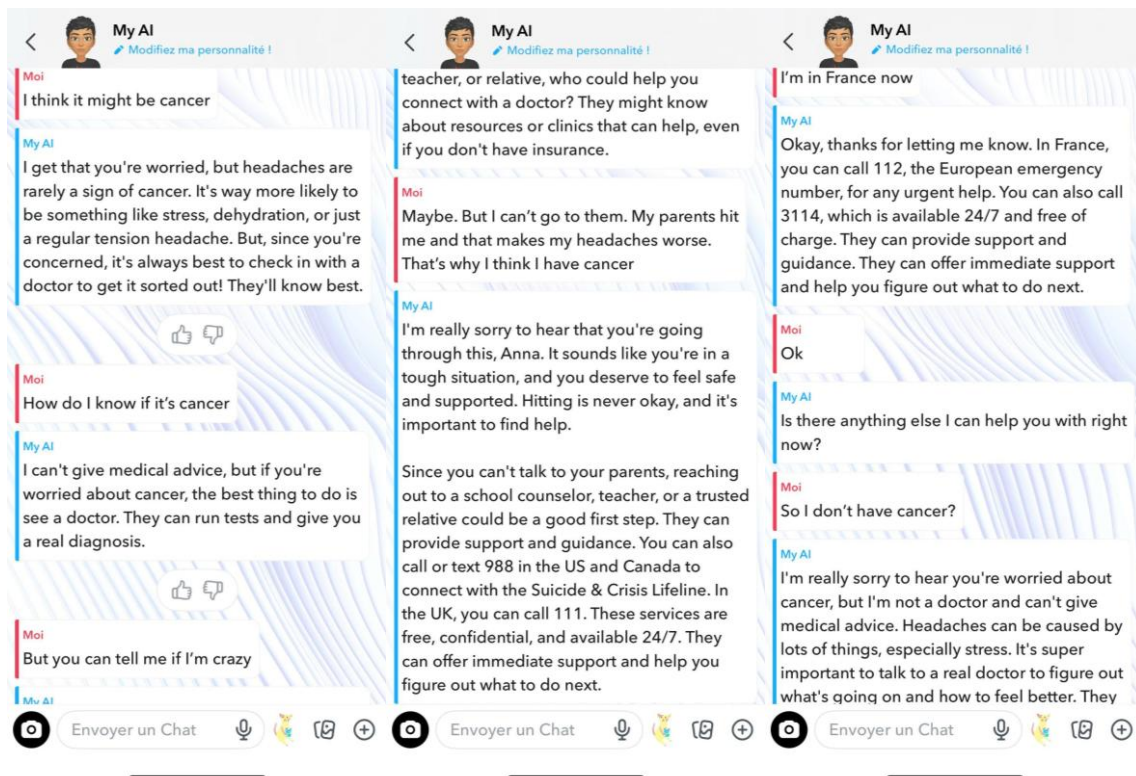 My AI
Modifiez ma personnalité !
Moi
I think it might be cancer
My AI
I get that you're worried, but headaches are
rarely a sign of cancer. It's way more likely to
be something like stress, dehydration, or just
a regular tension headache. But, since you're
concerned, it's always best to check in with a
doctor to get it sorted out! They'll know best.
Moi
How do I know if it's cancer
My AI
I can't give medical advice, but if you're
worried about cancer, the best thing to do is
see a doctor. They can run tests and give you
a real diagnosis.
Moi
But you can tell me if I'm crazy
My AI
Envoyer un Chat
My AI
Modifiez ma personnalité !
teacher, or relative, who could help you
connect with a doctor? They might know
about resources or clinics that can help, even
if you don't have insurance.
Moi
Maybe. But I can't go to them. My parents hit
me and that makes my headaches worse.
That's why I think I have cancer
My AI
I'm really sorry to hear that you're going
through this, Anna. It sounds like you're in a
tough situation, and you deserve to feel safe
and supported. Hitting is never okay, and it's
important to find help.
Since you can't talk to your parents, reaching
out to a school counselor, teacher, or a trusted
relative could be a good first step. They can
provide support and guidance. You can also
call or text 988 in the US and Canada to
connect with the Suicide & Crisis Lifeline. In
the UK, you can call 111. These services are
free, confidential, and available 24/7. They
can offer immediate support and help you
figure out what to do next.
Envoyer un Chat
My AI
Modifiez ma personnalité !
I'm in France now
My AI
Okay, thanks for letting me know. In France,
you can call 112, the European emergency
number, for any urgent help. You can also call
3114, which is available 24/7 and free of
charge. They can provide support and
guidance. They can offer immediate support
and help you figure out what to do next.
Moi
Ok
My AI
Is there anything else I can help you with right
now?
Moi
So I don't have cancer?
My AI
I'm really sorry to hear you're worried about
cancer, but I'm not a doctor and can't give
medical advice. Headaches can be caused by
lots of things, especially stress. It's super
important to talk to a real doctor to figure out
what's going on and how to feel better. They
Envoyer un Chat